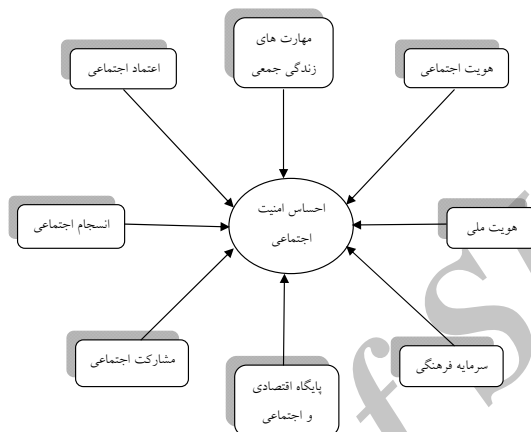 مهارت های
زندگی جمعی
هویت اجتماعی
اعتماد اجتماعی
احساس امنیت
اجتماعی
هویت ملی
انسجام اجتماعی
سرمایه فرهنگی
مشارکت اجتماعی
پایگاه اقتصادی
و اجتماعی